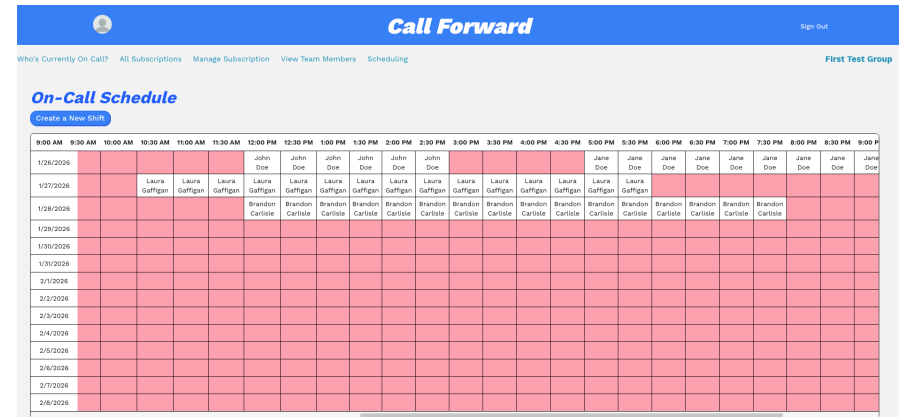 Call Forward
Sign Out
Who's Currently On Call? All Subscriptions Manage Subscription View Team Members Scheduling First Test Group
On-Call Schedule
Create a New Shift
9:00 AM 9:30 AM 10:00 AM 10:30 AM 11:00 AM 11:30 AM 12:00 PM 12:30 PM 1:00 PM 1:30 PM 2:00 PM 2:30 PM 3:00 PM 3:30 PM 4:00 PM 4:30 PM 5:00 PM 5:30 PM 6:00 PM 6:30 PM 7:00 PM 7:30 PM 8:00 PM 8:30 PM 9:00 P
1/26/2026 John Doe John Doe John Doe John Doe John Doe John Doe Jane Doe Jane Doe Jane Doe Jane Doe Jane Doe Jane Doe Jane Doe Jane Doe Jane Doe
1/27/2026 Laura Gaffigan Laura Gaffigan Laura Gaffigan Laura Gaffigan Laura Gaffigan Laura Gaffigan Laura Gaffigan Laura Gaffigan Laura Gaffigan Laura Gaffigan Laura Gaffigan Laura Gaffigan Laura Gaffigan Laura Gaffigan Laura Gaffigan
1/28/2026 Brandon Carlisle Brandon Carlisle Brandon Carlisle Brandon Carlisle Brandon Carlisle Brandon Carlisle Brandon Carlisle Brandon Carlisle Brandon Carlisle Brandon Carlisle Brandon Carlisle Brandon Carlisle Brandon Carlisle Brandon Carlisle Brandon Carlisle Brandon Carlisle
1/29/2026
1/30/2026
1/31/2026
2/1/2026
2/2/2026
2/3/2026
2/4/2026
2/5/2026
2/6/2026
2/7/2026
2/8/2026